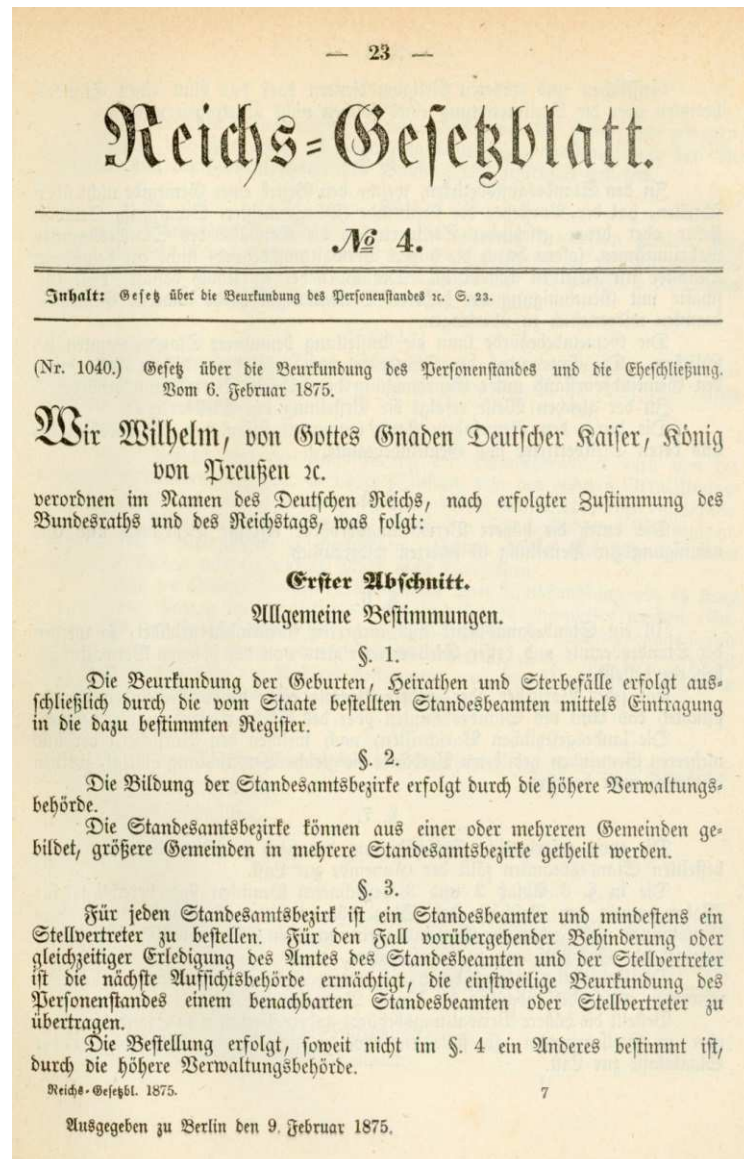 — 23 —
Reichs-Gesetzblatt.
№ 4.
Inhalt: Gesetz über die Beurkundung des Personenstandes ꝛc. S. 23.
(Nr. 1040.) Gesetz über die Beurkundung des Personenstandes und die Eheschließung.
Vom 6. Februar 1875.
Wir Wilhelm, von Gottes Gnaden Deutscher Kaiser, König
von Preußen ꝛc.
verordnen im Namen des Deutschen Reichs, nach erfolgter Zustimmung des
Bundesraths und des Reichstags, was folgt:
Erster Abschnitt.
Allgemeine Bestimmungen.
§. 1.
Die Beurkundung der Geburten, Heirathen und Sterbefälle erfolgt aus-
schließlich durch die vom Staate bestellten Standesbeamten mittels Eintragung
in die dazu bestimmten Register.
§. 2.
Die Bildung der Standesamtsbezirke erfolgt durch die höhere Verwaltungs-
behörde.
Die Standesamtsbezirke können aus einer oder mehreren Gemeinden ge-
bildet, größere Gemeinden in mehrere Standesamtsbezirke getheilt werden.
§. 3.
Für jeden Standesamtsbezirk ist ein Standesbeamter und mindestens ein
Stellvertreter zu bestellen. Für den Fall vorübergehender Behinderung oder
gleichzeitiger Erledigung des Amtes des Standesbeamten und der Stellvertreter
ist die nächste Aufsichtsbehörde ermächtigt, die einstweilige Beurkundung des
Personenstandes einem benachbarten Standesbeamten oder Stellvertreter zu
übertragen.
Die Bestellung erfolgt, soweit nicht im §. 4 ein Anderes bestimmt ist,
durch die höhere Verwaltungsbehörde.
Reichs-Gesetzbl. 1875. 7
Ausgegeben zu Berlin den 9. Februar 1875.